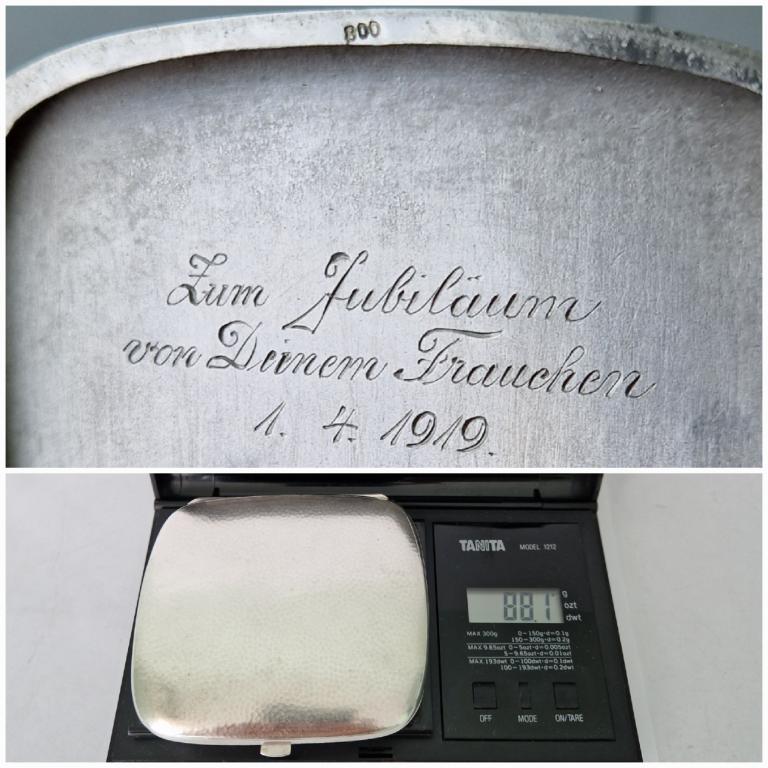 800
Zum Jubiläum
von Deinem Frauchen
1. 4. 1919.
TANITA MODEL 1212
88.1 g
ozt
dwt
MAX 300g 0–150g·d=0.1g
150–300g·d=0.2g
MAX 9.65ozt 0–5ozt·d=0.005ozt
5–9.65ozt·d=0.01ozt
MAX.193dwt 0–100dwt·d=0.1dwt
100–193dwt·d=0.2dwt
OFF MODE ON/TARE